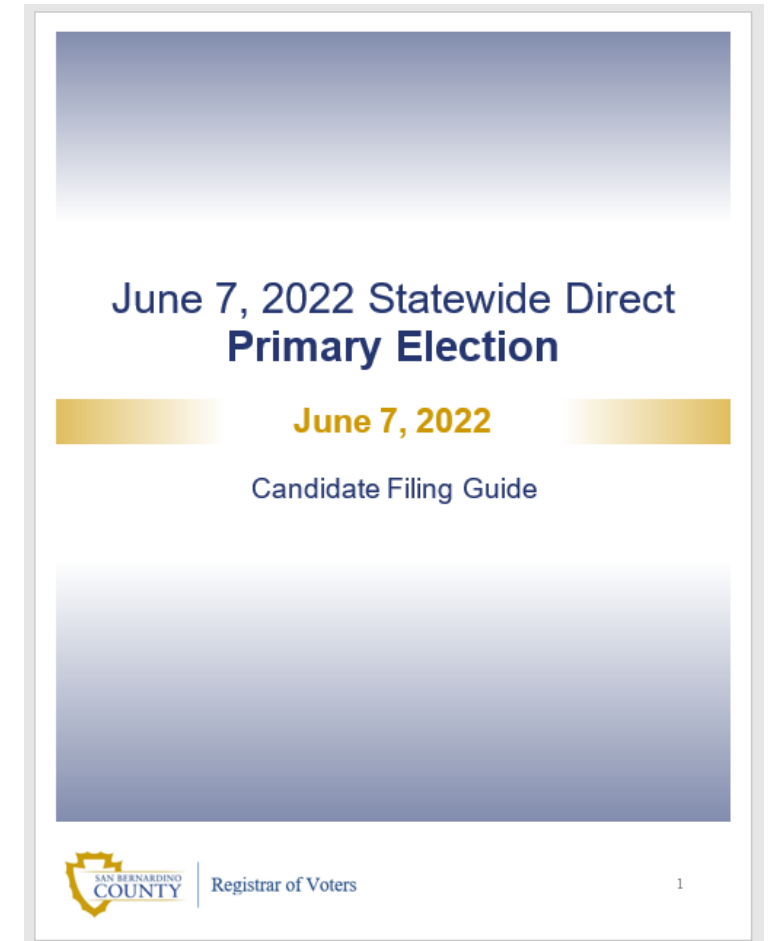 June 7, 2022 Statewide Direct
Primary Election
June 7, 2022
Candidate Filing Guide
SAN BERNARDINO
COUNTY
Registrar of Voters
1